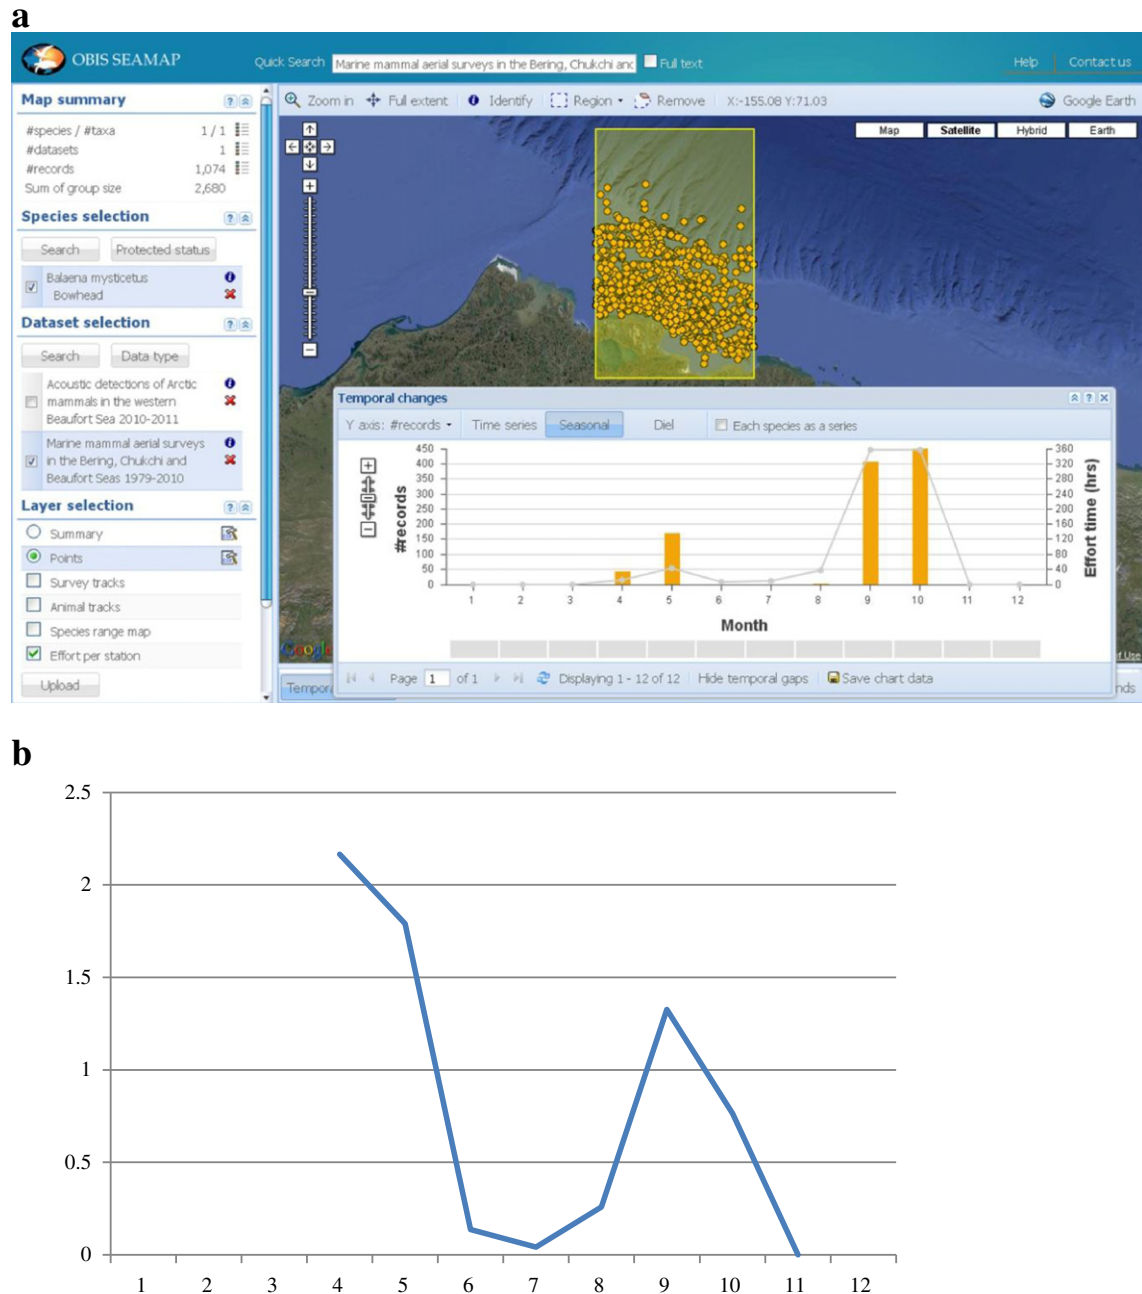 a
OBIS SEAMAP
Quick Search Marine mammal aerial surveys in the Bering, Chukchi and Full text
Help Contact us
Map summary
#species / #taxa 1 / 1
#datasets 1
#records 1,074
Sum of group size 2,680
Species selection
Search Protected status
Balaena mysticetus
Bowhead
Dataset selection
Search Data type
Acoustic detections of Arctic
mammals in the western
Beaufort Sea 2010-2011
Marine mammal aerial surveys
in the Bering, Chukchi and
Beaufort Seas 1979-2010
Layer selection
Summary
Points
Survey tracks
Animal tracks
Species range map
Effort per station
Upload
Zoom in Full extent Identify Region Remove X:-155.08 Y:71.03 Google Earth
Map Satellite Hybrid Earth
Temporal changes
Y axis: #records Time series Seasonal Diel Each species as a series
450
400
350
300
250
200
150
100
50
0
#records
360
320
280
240
200
160
120
80
40
0
Effort time (hrs)
1 2 3 4 5 6 7 8 9 10 11 12
Month
Page 1 of 1 Displaying 1 - 12 of 12 Hide temporal gaps Save chart data
b
2.5
2
1.5
1
0.5
0
1 2 3 4 5 6 7 8 9 10 11 12